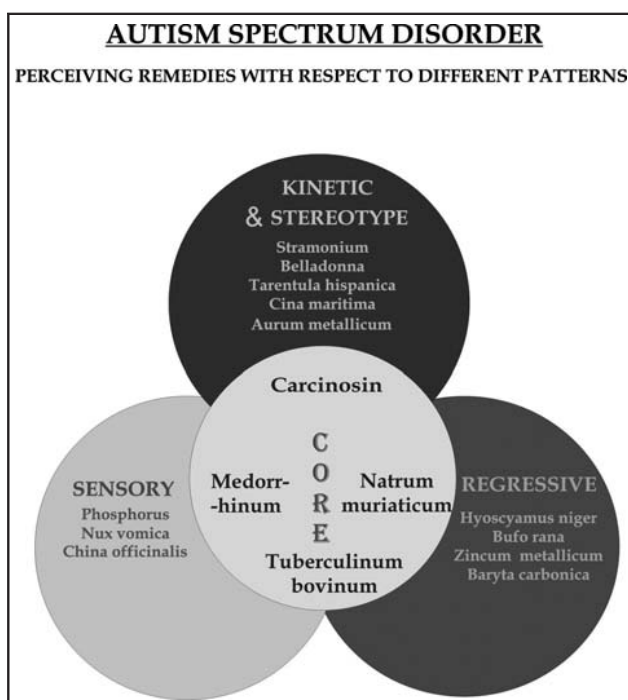 AUTISM SPECTRUM DISORDER
PERCEIVING REMEDIES WITH RESPECT TO DIFFERENT PATTERNS
KINETIC
& STEREOTYPE
Stramonium
Belladonna
Tarentula hispanica
Cina maritima
Aurum metallicum
Carcinosin
CORE
Medorr-
-hinum
Natrum
muriaticum
Tuberculinum
bovinum
SENSORY
Phosphorus
Nux vomica
China officinalis
REGRESSIVE
Hyoscyamus niger
Bufo rana
Zincum metallicum
Baryta carbonica